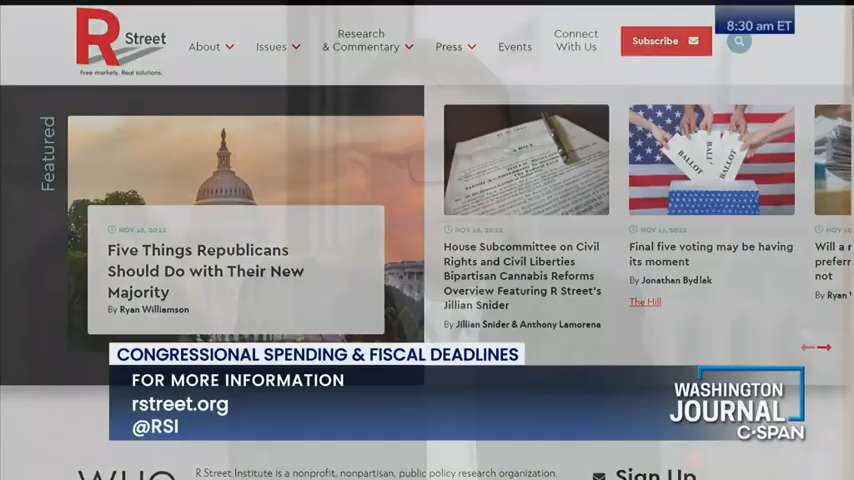 8:30 am ET
R Street
Free markets. Real solutions.
About
Issues
Research
& Commentary
Press
Events
Connect
With Us
Subscribe
Featured
NOV 18, 2022
Five Things Republicans
Should Do with Their New
Majority
By Ryan Williamson
A BILL
House Subcommittee on Civil
Rights and Civil Liberties
Bipartisan Cannabis Reforms
Overview Featuring R Street's
Jillian Snider
By Jillian Snider & Anthony Lamorena
BALLOT
BALLOT
BALLOT
NOV 17, 2022
Final five voting may be having
its moment
By Jonathan Bydlak
The Hill
Will a r
preferr
not
By Ryan
CONGRESSIONAL SPENDING & FISCAL DEADLINES
FOR MORE INFORMATION
rstreet.org
@RSI
WASHINGTON
JOURNAL
C-SPAN
R Street Institute is a nonprofit, nonpartisan, public policy research organization.
Sign Up